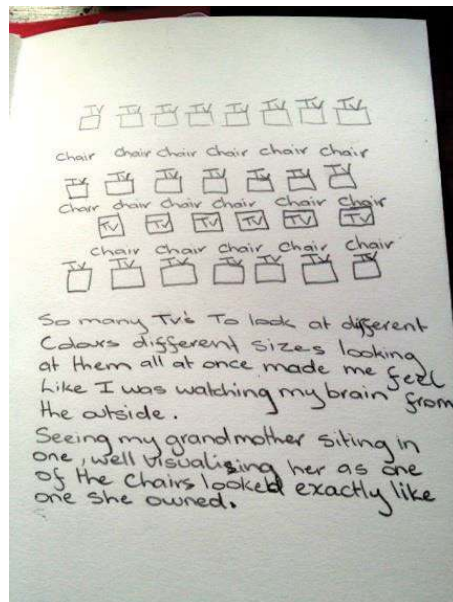 TV TV TV TV TV TV TV TV
chair chair chair chair chair chair
TV TV TV TV TV TV TV
chair chair chair chair chair chair
TV TV TV TV TV TV
chair chair chair chair chair
TV TV TV TV TV TV TV
So many TV's To look at different
Colours different sizes looking
at them all at once made me feel
Like I was watching my brain from
the outside.
Seeing my grandmother siting in
one, well visualising her as one
of the chairs looked exactly like
one she owned.